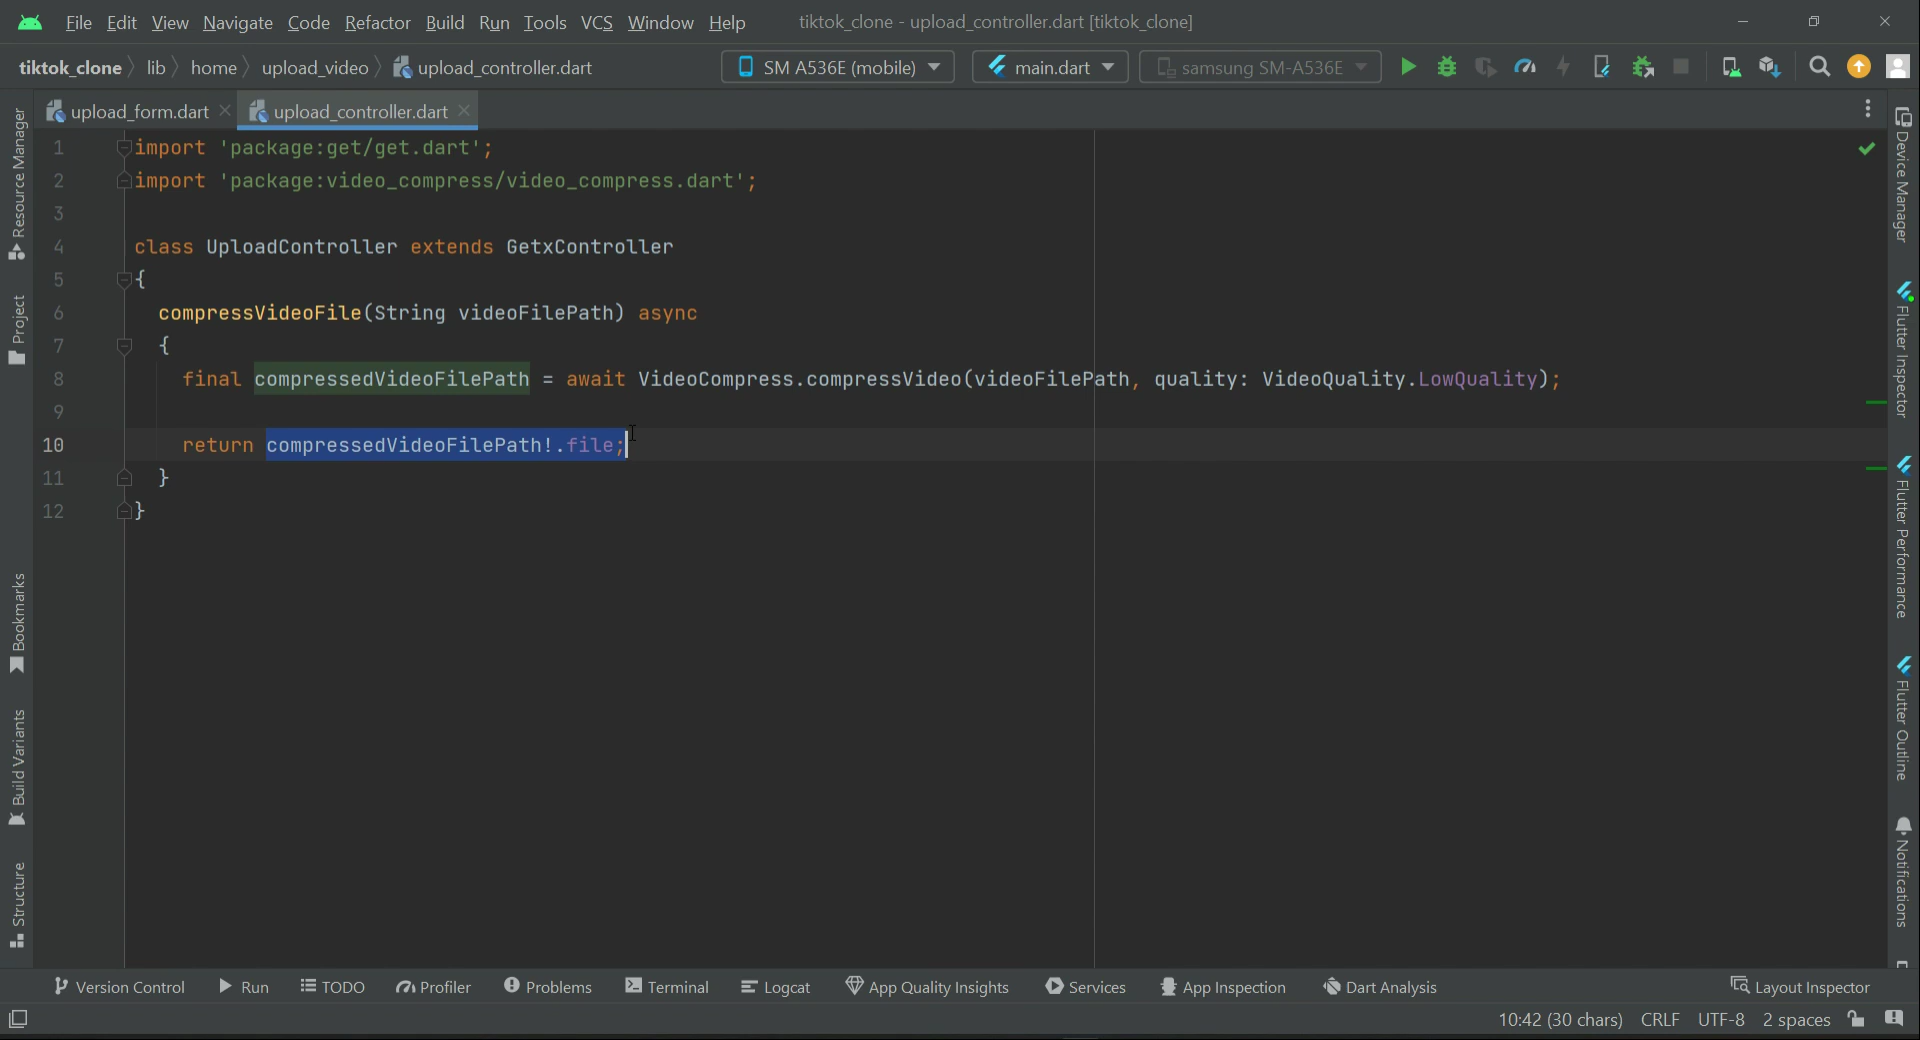 File Edit View Navigate Code Refactor Build Run Tools VCS Window Help tiktok_clone - upload_controller.dart [tiktok_clone]
tiktok_clone lib home upload_video upload_controller.dart SM A536E (mobile) main.dart samsung SM-A536E
upload_form.dart upload_controller.dart
1 import 'package:get/get.dart';
2 import 'package:video_compress/video_compress.dart';
3
4 class UploadController extends GetxController
5 {
6 compressVideoFile(String videoFilePath) async
7 {
8 final compressedVideoFilePath = await VideoCompress.compressVideo(videoFilePath, quality: VideoQuality.LowQuality);
9
10 return compressedVideoFilePath!.file;
11 }
12 }
Resource Manager
Project
Bookmarks
Build Variants
Structure
Device Manager
Flutter Inspector
Flutter Performance
Flutter Outline
Notifications
Version Control Run TODO Profiler Problems Terminal Logcat App Quality Insights Services App Inspection Dart Analysis Layout Inspector
10:42 (30 chars) CRLF UTF-8 2 spaces